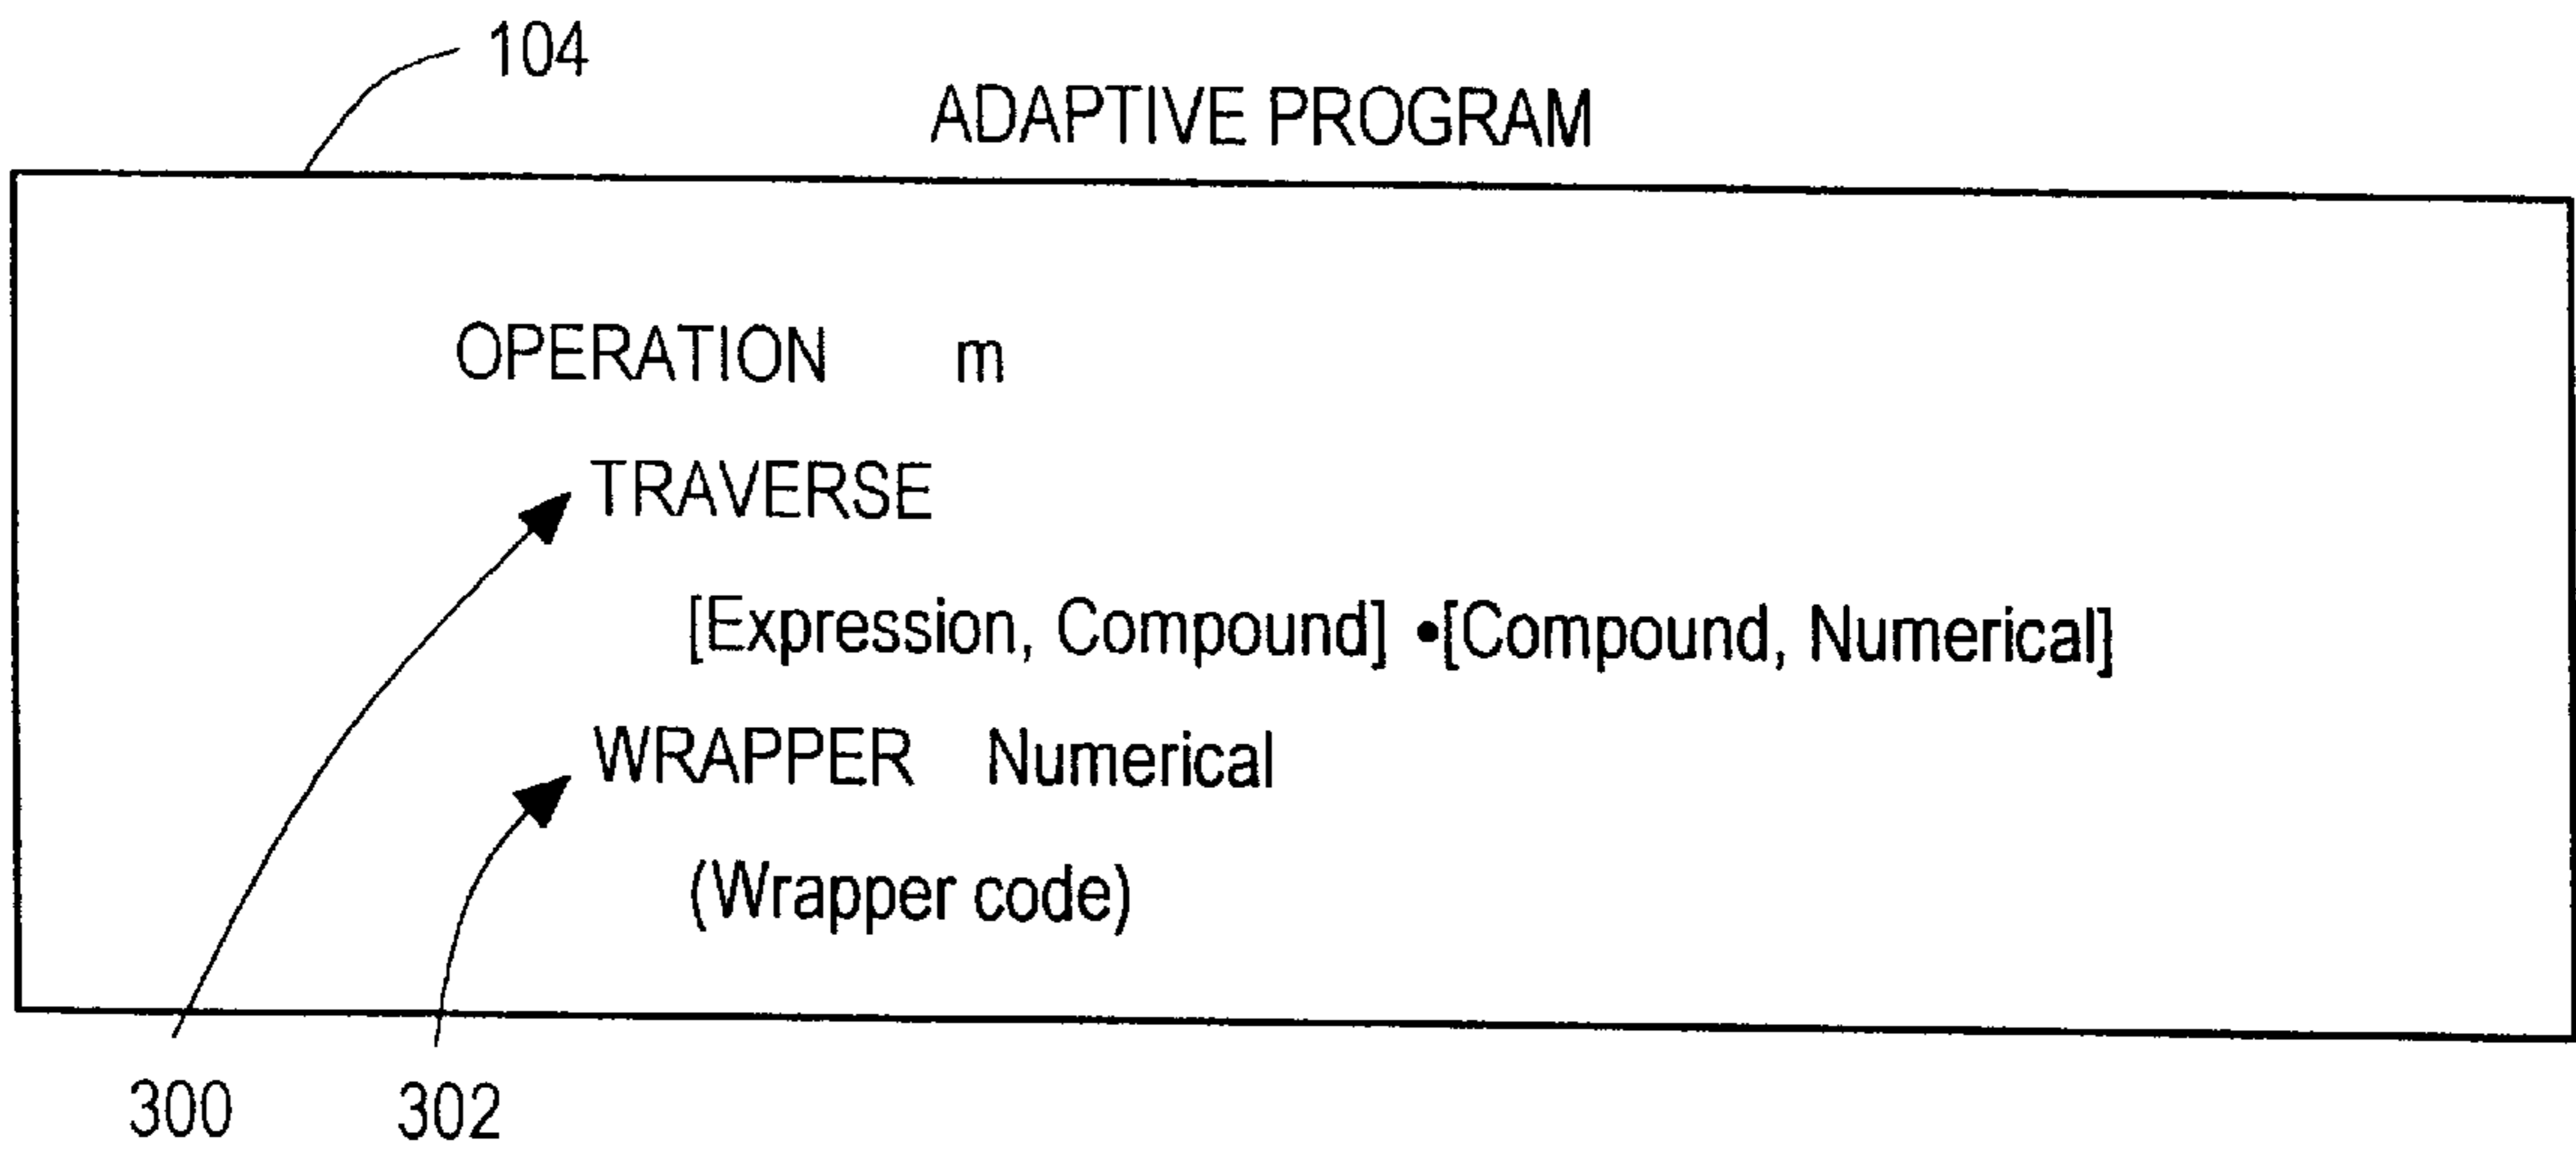 104
ADAPTIVE PROGRAM
OPERATION m
TRAVERSE
[Expression, Compound] •[Compound, Numerical]
WRAPPER Numerical
(Wrapper code)
300 302